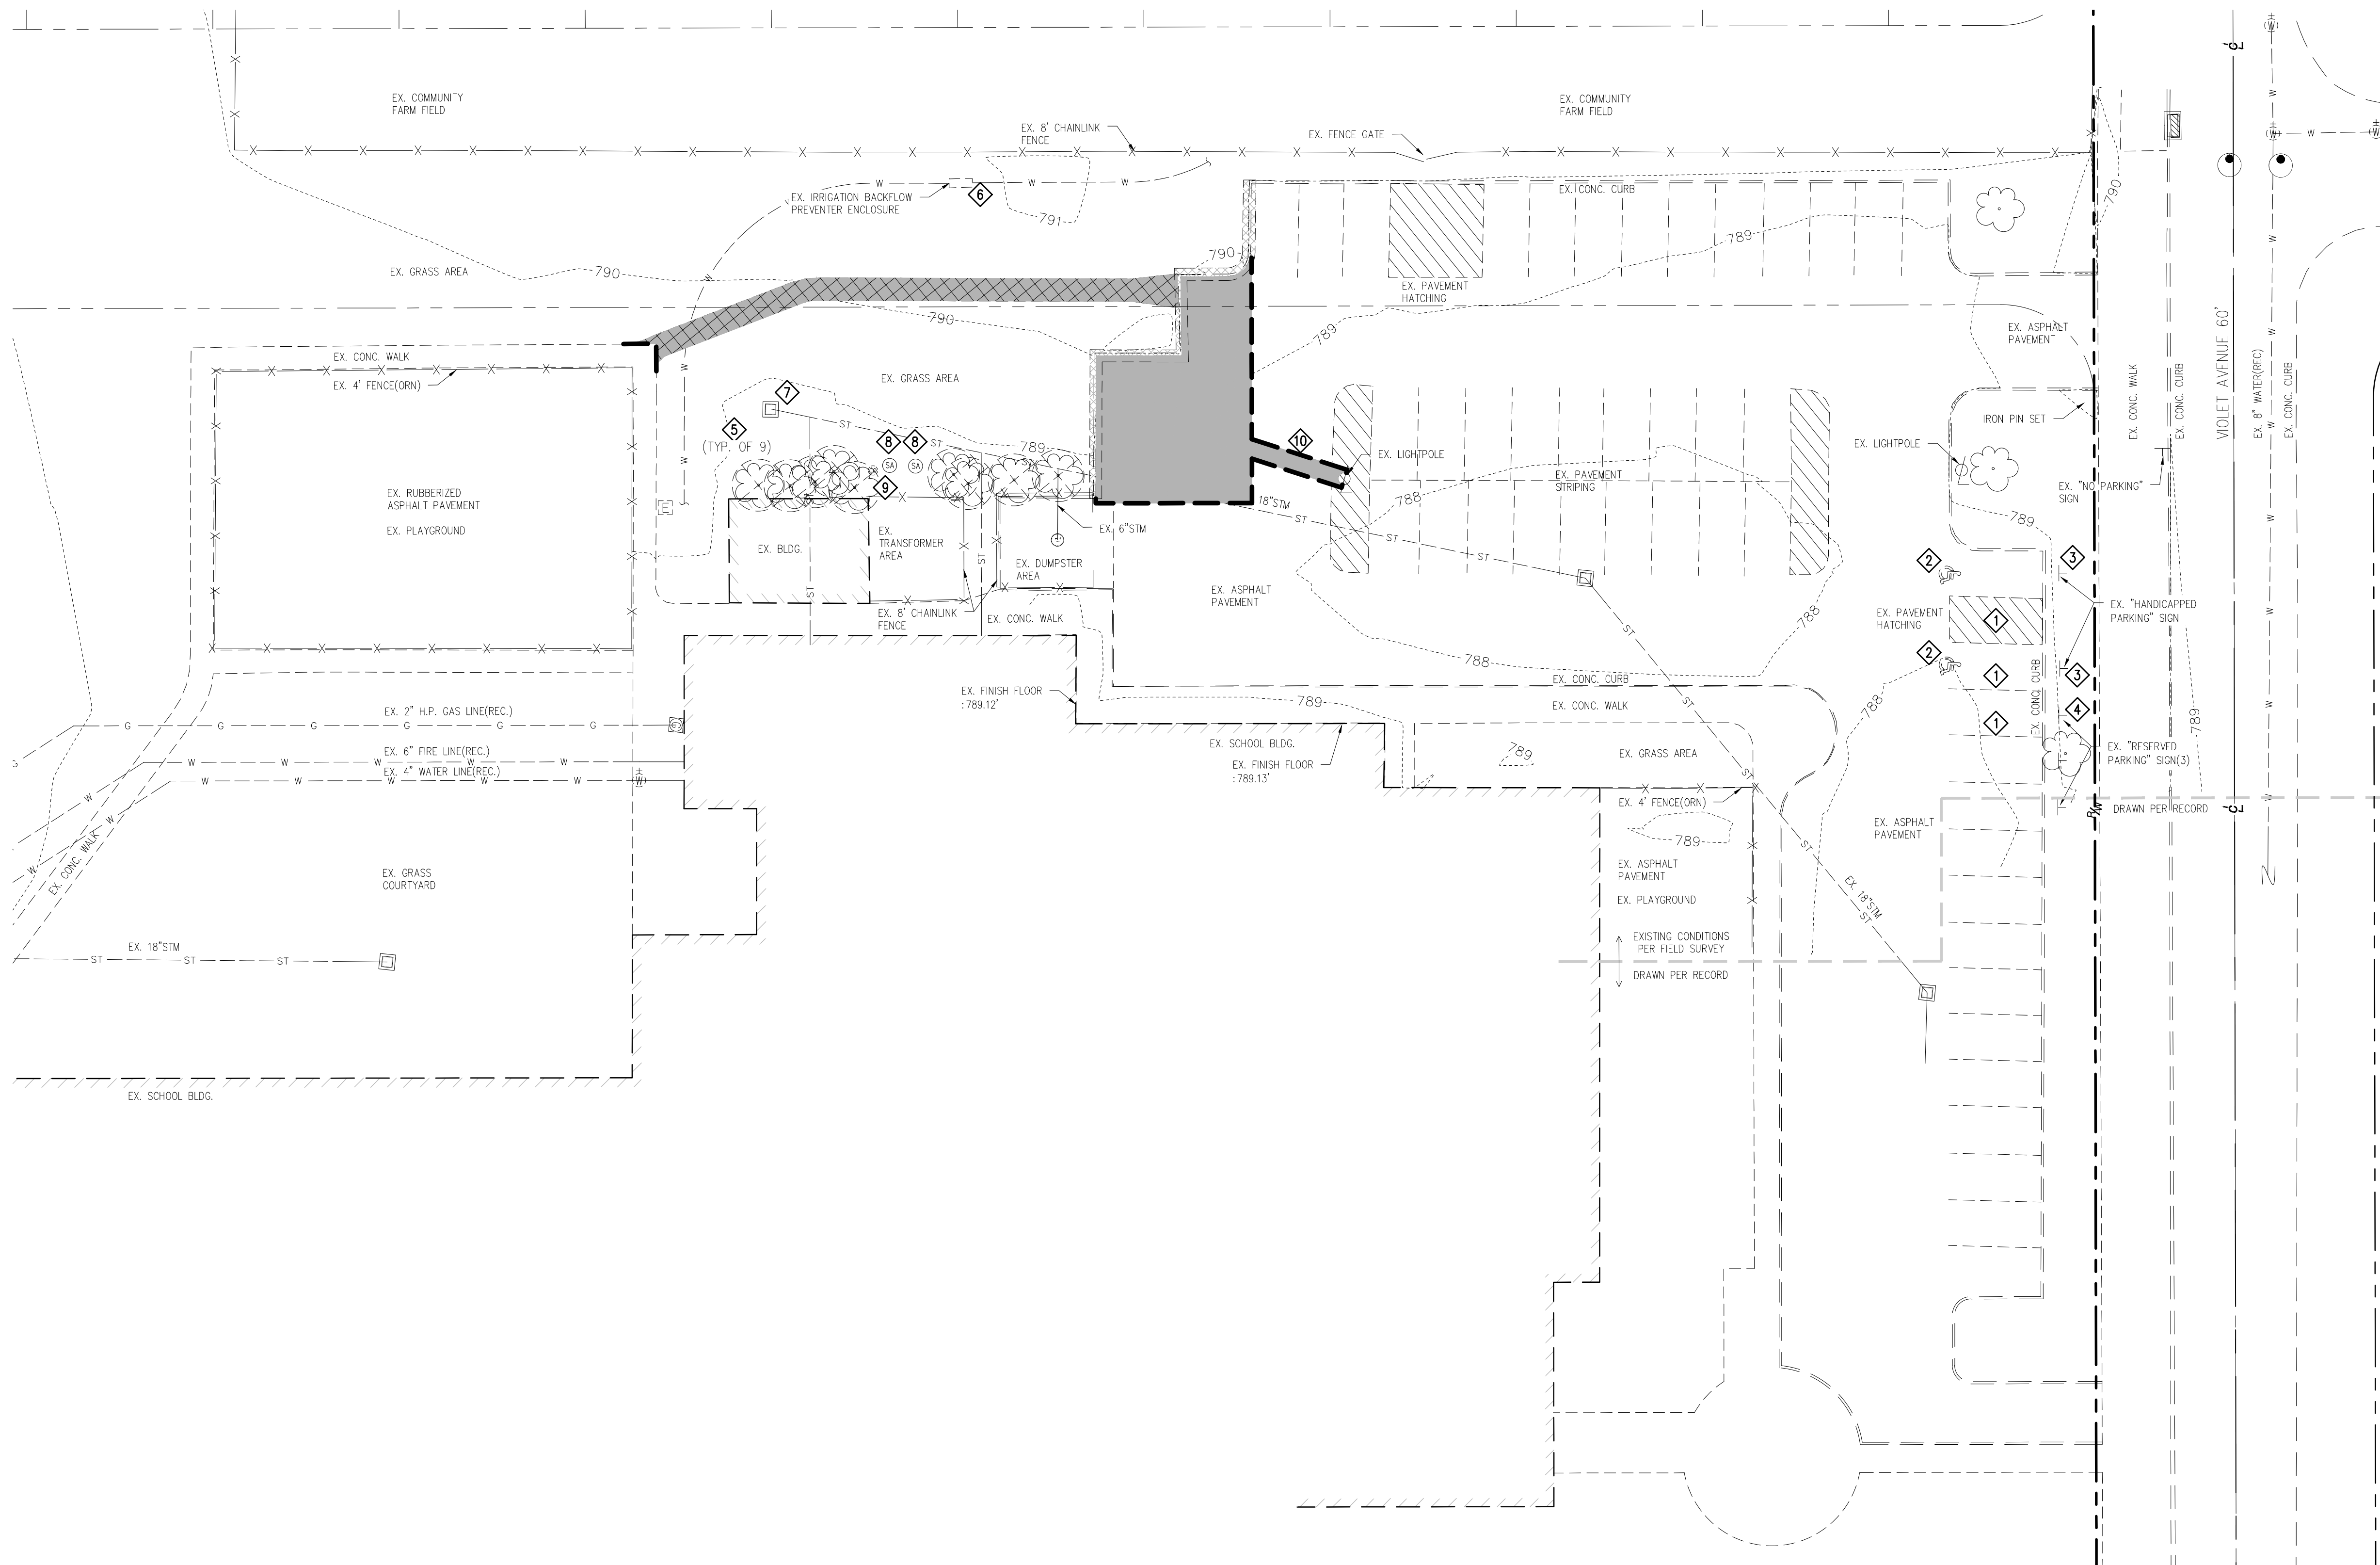 EX. COMMUNITY
FARM FIELD
EX. 8' CHAINLINK
FENCE
EX. FENCE GATE
EX. COMMUNITY
FARM FIELD
EX. IRRIGATION BACKFLOW
PREVENTER ENCLOSURE
6
791
EX. CONC. CURB
790
789
790
EX. GRASS AREA
790
790
EX. PAVEMENT
HATCHING
789
EX. ASPHALT
PAVEMENT
VIOLET AVENUE 60'
EX. 8" WATER(REC)
EX. CONC. CURB
EX. CONC. WALK
EX. CONC. CURB
EX. CONC. WALK
EX. 4' FENCE(ORN)
EX. GRASS AREA
7
5
(TYP. OF 9)
8
8
SA
SA
9
789
10
EX. LIGHTPOLE
EX. LIGHTPOLE
IRON PIN SET
EX. "NO PARKING"
SIGN
EX. RUBBERIZED
ASPHALT PAVEMENT
EX. PLAYGROUND
E
EX. PAVEMENT
STRIPING
788
18"STM
EX. 6"STM
789
EX. BLDG.
EX.
TRANSFORMER
AREA
EX. DUMPSTER
AREA
EX. 8' CHAINLINK
FENCE
EX. CONC. WALK
EX. ASPHALT
PAVEMENT
2
3
EX. PAVEMENT
HATCHING
1
EX. "HANDICAPPED
PARKING" SIGN
788
788
2
1
3
EX. CONC. CURB
EX. CONC. CURB
EX. FINISH FLOOR
:789.12'
789
EX. CONC. WALK
788
1
4
789
EX. 2" H.P. GAS LINE(REC.)
G G G G G G
EX. 6" FIRE LINE(REC.)
W W W W W
EX. 4" WATER LINE(REC.)
W W W W W
EX. SCHOOL BLDG.
EX. FINISH FLOOR
:789.13'
789
EX. GRASS AREA
EX. "RESERVED
PARKING" SIGN(3)
EX. 4' FENCE(ORN)
DRAWN PER RECORD
R/W
789
EX. ASPHALT
PAVEMENT
EX. CONC. WALK
EX. GRASS
COURTYARD
EX. ASPHALT
PAVEMENT
EX. PLAYGROUND
EX. 18"STM
EX. 18"STM
ST ST ST
EXISTING CONDITIONS
PER FIELD SURVEY
DRAWN PER RECORD
EX. SCHOOL BLDG.